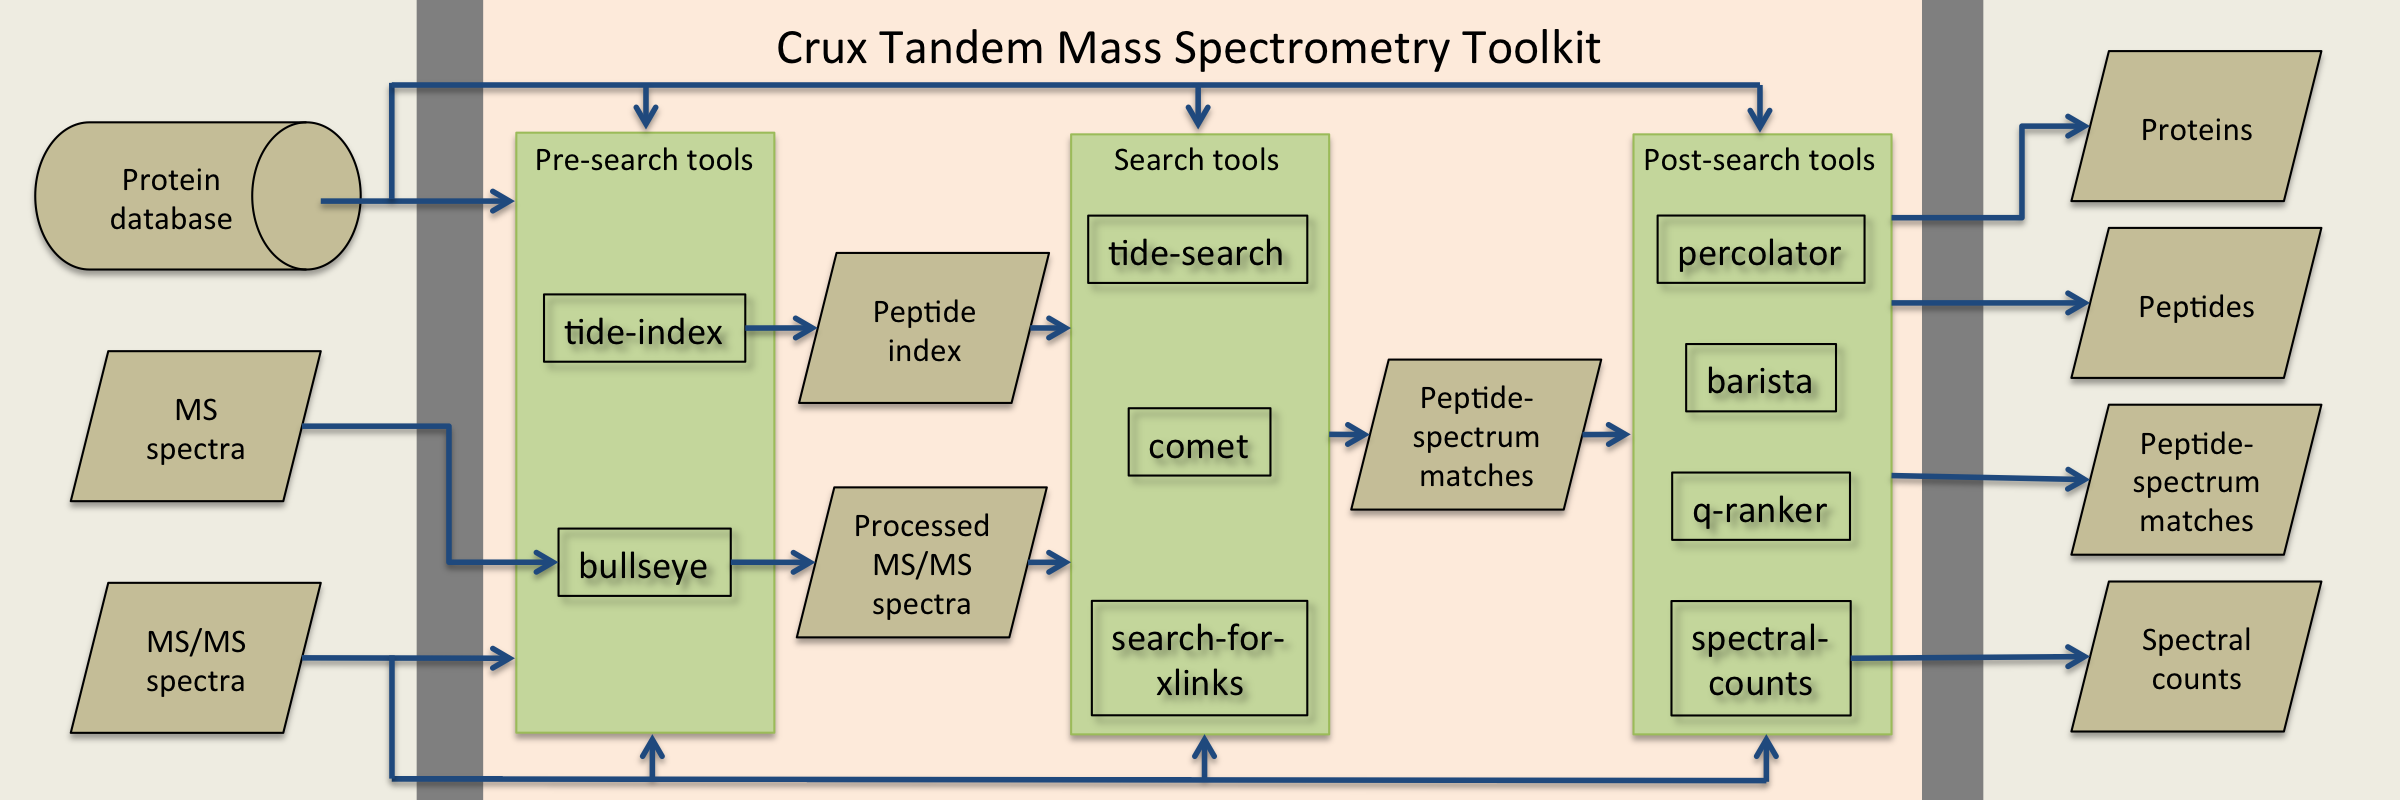 Crux Tandem Mass Spectrometry Toolkit
Protein
database
MS
spectra
MS/MS
spectra
Pre-search tools
tide-index
bullseye
Peptide
index
Processed
MS/MS
spectra
Search tools
tide-search
comet
search-for-
xlinks
Peptide-
spectrum
matches
Post-search tools
percolator
barista
q-ranker
spectral-
counts
Proteins
Peptides
Peptide-
spectrum
matches
Spectral
counts